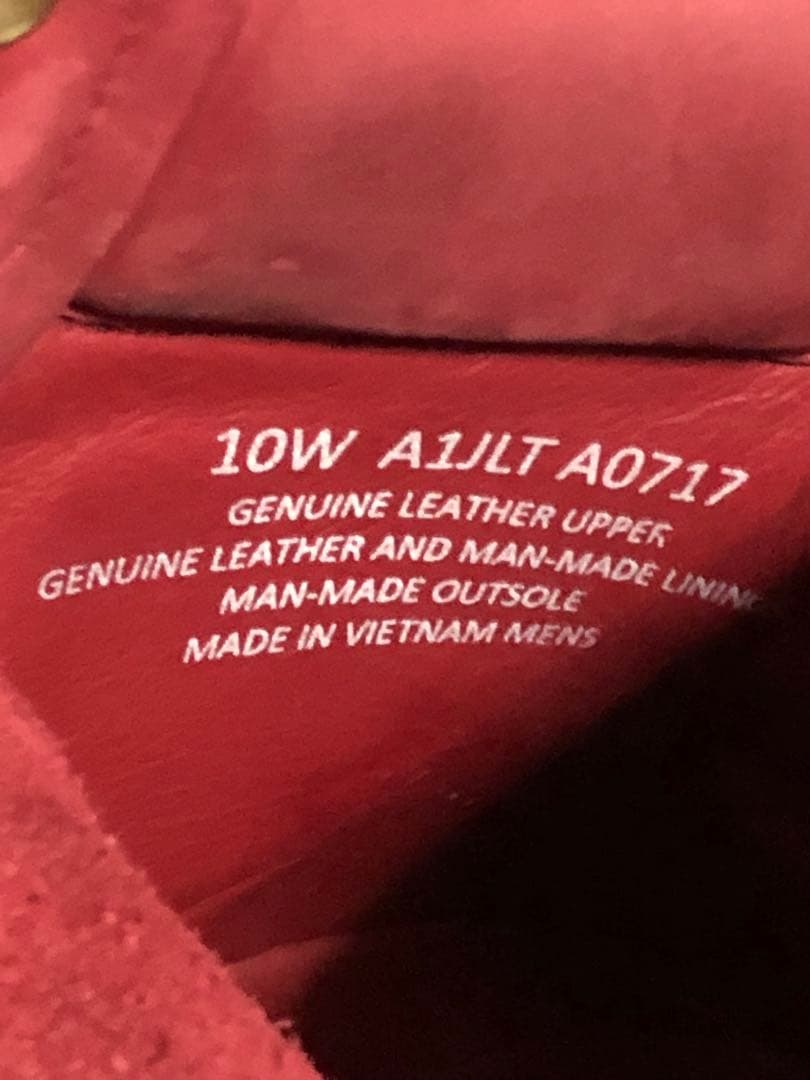 10W A1JLT A0717
GENUINE LEATHER UPPER
GENUINE LEATHER AND MAN-MADE LINING
MAN-MADE OUTSOLE
MADE IN VIETNAM MENS